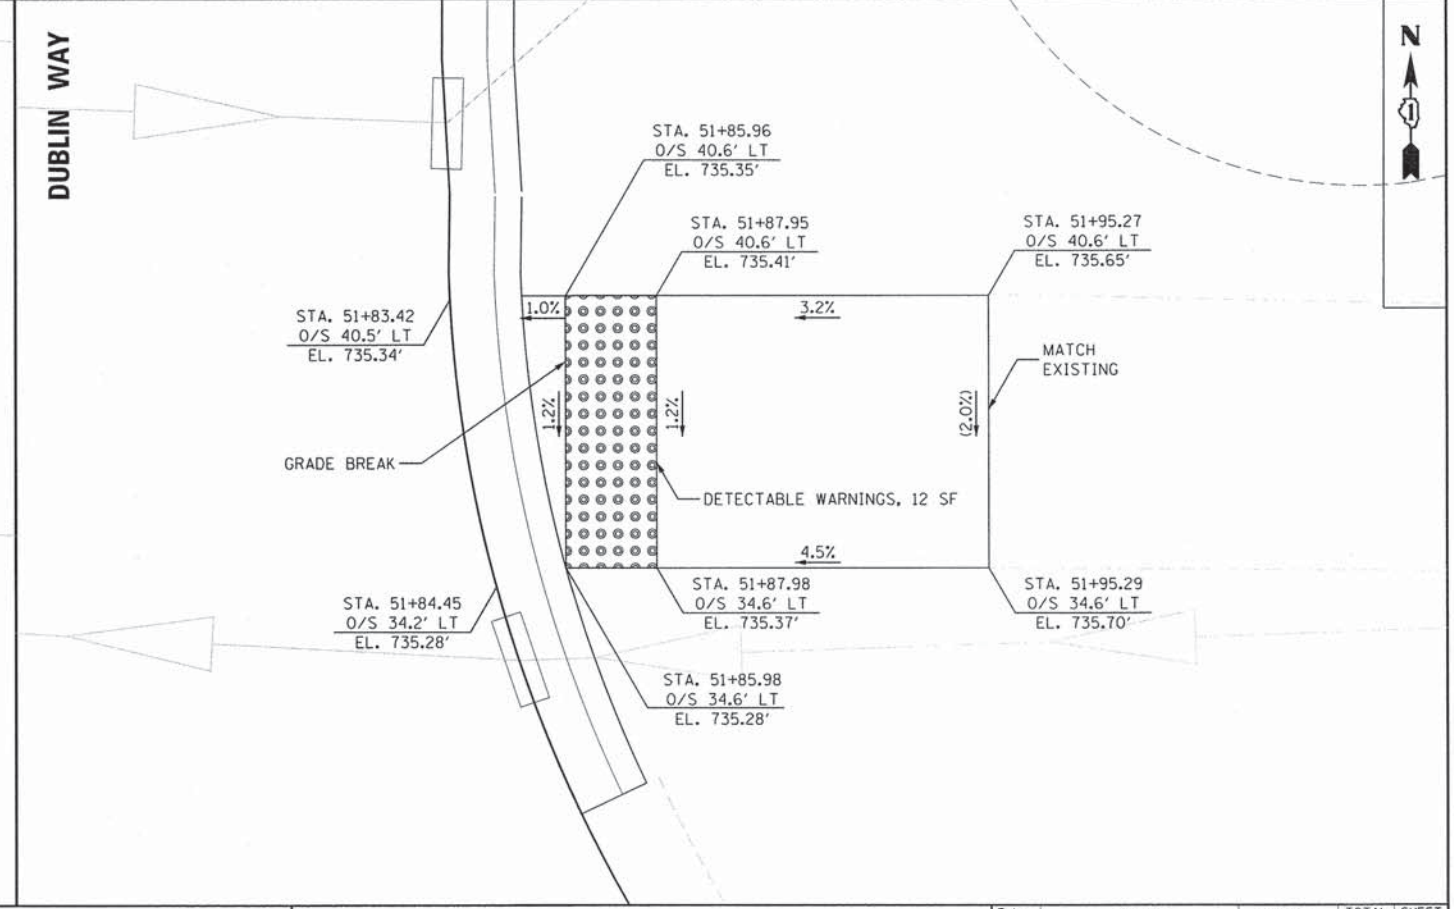 DUBLIN WAY
N
1
STA. 51+85.96
O/S 40.6' LT
EL. 735.35'
STA. 51+87.95
O/S 40.6' LT
EL. 735.41'
STA. 51+95.27
O/S 40.6' LT
EL. 735.65'
STA. 51+83.42
O/S 40.5' LT
EL. 735.34'
1.0%
3.2%
MATCH
EXISTING
1.2%
1.2%
(2.0%)
GRADE BREAK
DETECTABLE WARNINGS, 12 SF
4.5%
STA. 51+84.45
O/S 34.2' LT
EL. 735.28'
STA. 51+87.98
O/S 34.6' LT
EL. 735.37'
STA. 51+95.29
O/S 34.6' LT
EL. 735.70'
STA. 51+85.98
O/S 34.6' LT
EL. 735.28'
TOTAL SHEET